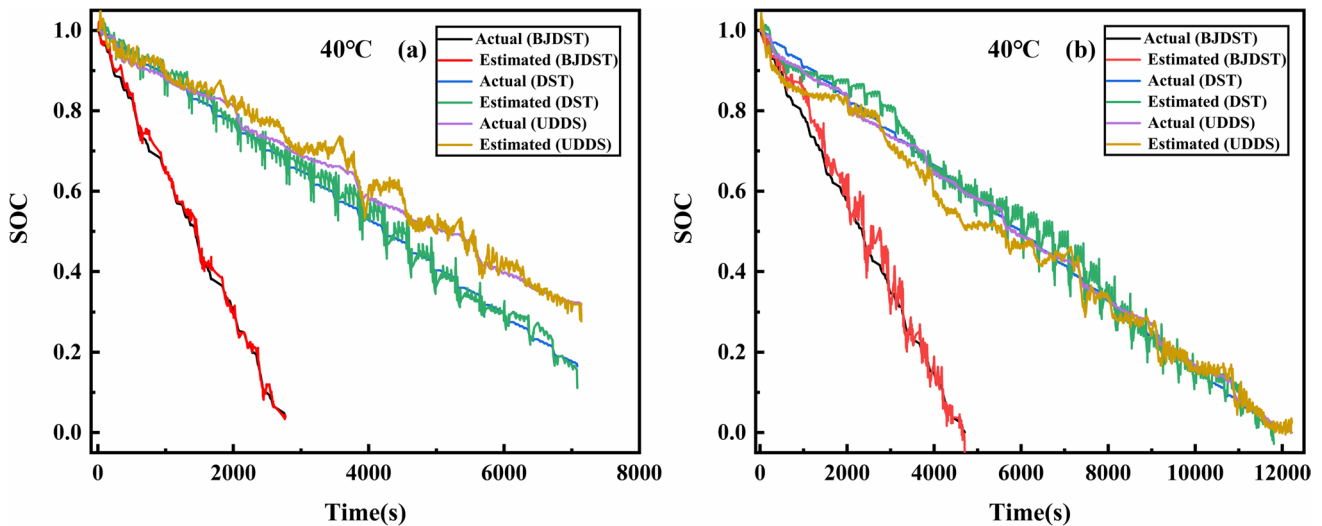 40℃ (a)
Actual (BJDST)
Estimated (BJDST)
Actual (DST)
Estimated (DST)
Actual (UDDS)
Estimated (UDDS)
SOC
1.0
0.8
0.6
0.4
0.2
0.0
0 2000 4000 6000 8000
Time(s)
40℃ (b)
Actual (BJDST)
Estimated (BJDST)
Actual (DST)
Estimated (DST)
Actual (UDDS)
Estimated (UDDS)
SOC
1.0
0.8
0.6
0.4
0.2
0.0
0 2000 4000 6000 8000 10000 12000
Time(s)